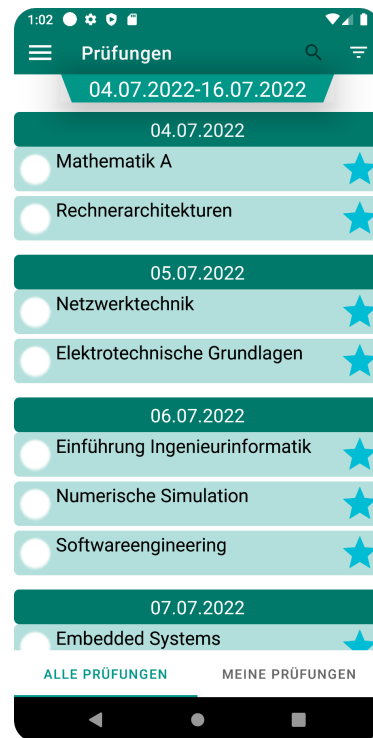 1:02
Prüfungen
04.07.2022-16.07.2022
04.07.2022
Mathematik A
Rechnerarchitekturen
05.07.2022
Netzwerktechnik
Elektrotechnische Grundlagen
06.07.2022
Einführung Ingenieurinformatik
Numerische Simulation
Softwareengineering
07.07.2022
Embedded Systems
ALLE PRÜFUNGEN MEINE PRÜFUNGEN